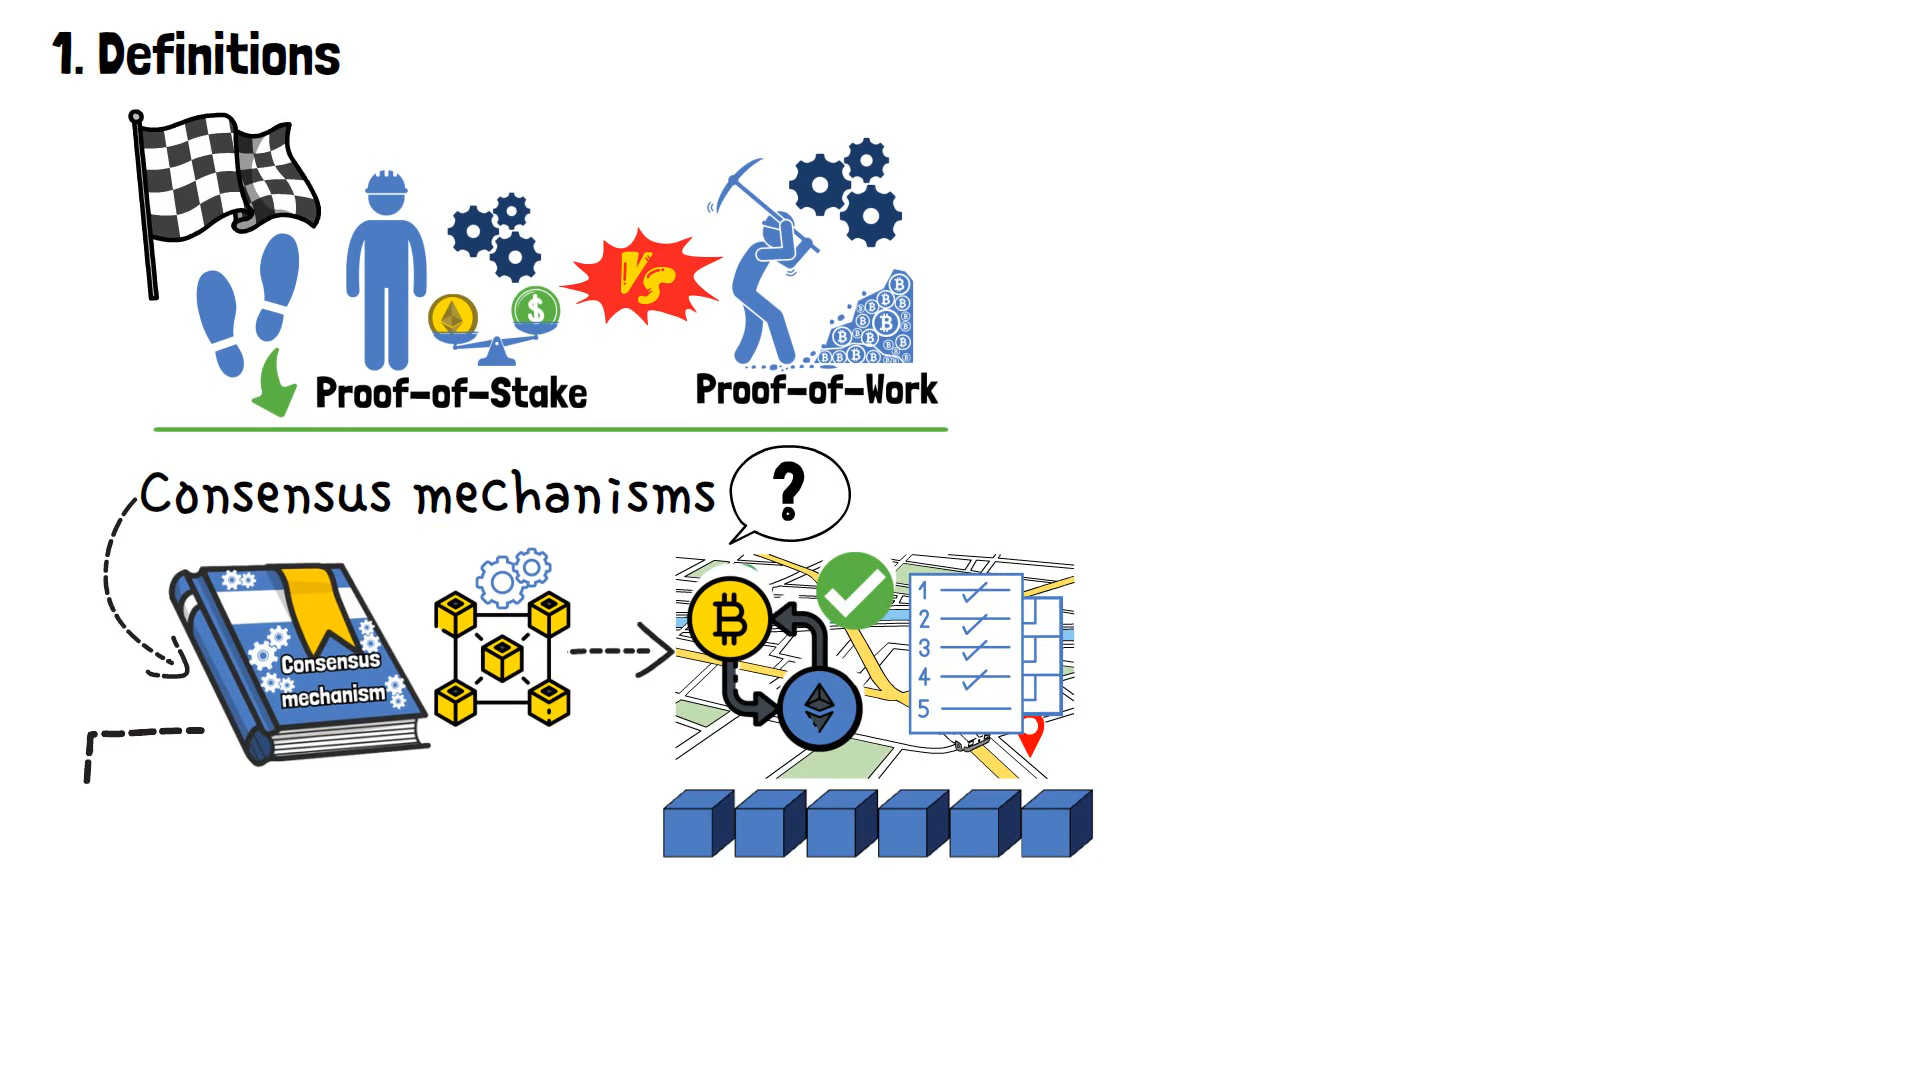 1. Definitions
VS
$
Proof-of-Stake
Proof-of-Work
Consensus mechanisms
?
Consensus
mechanism
1
2
3
4
5